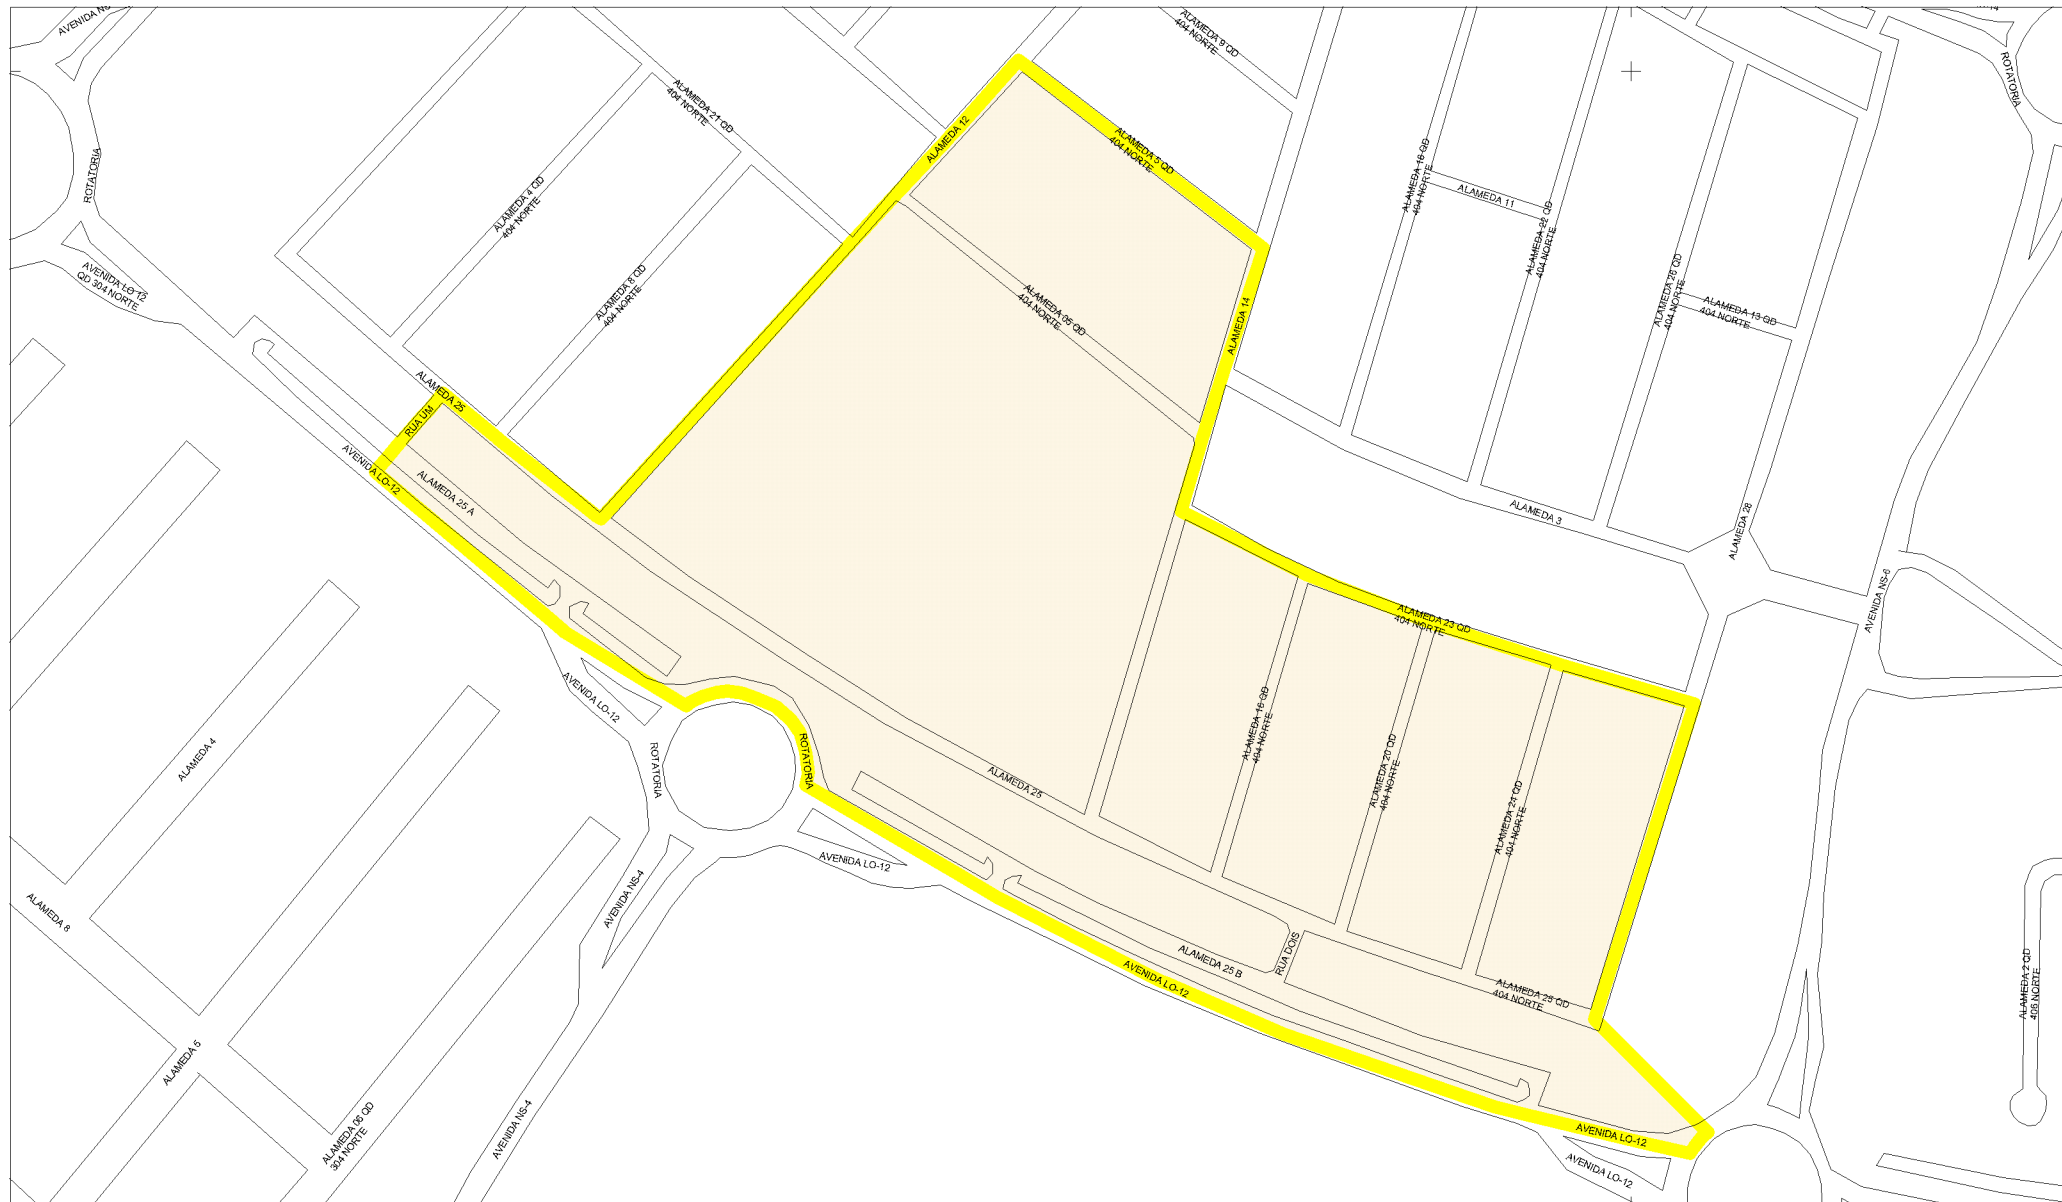 AVENIDA NS
ALAMEDA 9 QD
404 NORTE
ROTATORIA
ALAMEDA 21 QD
404 NORTE
ALAMEDA 12
ALAMEDA 5 QD
404 NORTE
ROTATORIA
ALAMEDA 18 QD
404 NORTE
ALAMEDA 11
ALAMEDA 4 QD
404 NORTE
ALAMEDA 22 QD
404 NORTE
AVENIDA LO 12
QD 304 NORTE
ALAMEDA 8 QD
404 NORTE
ALAMEDA 05 QD
404 NORTE
ALAMEDA 14
ALAMEDA 26 QD
404 NORTE
ALAMEDA 13 QD
404 NORTE
ALAMEDA 25
RUA UM
AVENIDA LO-12
ALAMEDA 25 A
ALAMEDA 3
ALAMEDA 28
AVENIDA NS-6
ALAMEDA 23 QD
404 NORTE
AVENIDA LO-12
ROTATORIA
ROTATORIA
ALAMEDA 4
ALAMEDA 25
ALAMEDA 16 QD
404 NORTE
ALAMEDA 20 QD
404 NORTE
ALAMEDA 24 QD
404 NORTE
AVENIDA LO-12
AVENIDA NS-4
ALAMEDA 8
RUA DOIS
ALAMEDA 25 B
AVENIDA LO-12
ALAMEDA 25 QD
404 NORTE
ALAMEDA 2 QD
406 NORTE
ALAMEDA 5
ALAMEDA 06 QD
304 NORTE
AVENIDA NS-4
AVENIDA LO-12
AVENIDA LO-12